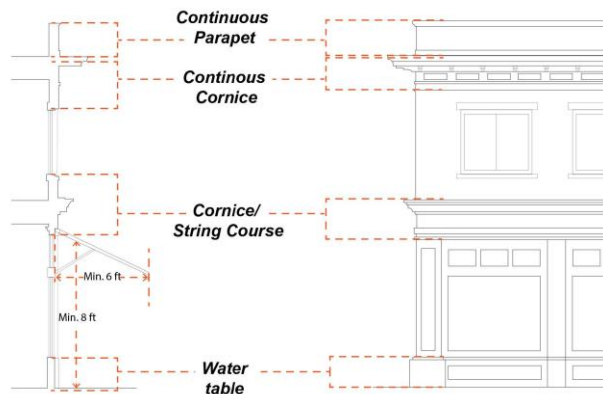 Continuous
Parapet
Continous
Cornice
Cornice/
String Course
Min. 6 ft
Min. 8 ft
Water
table